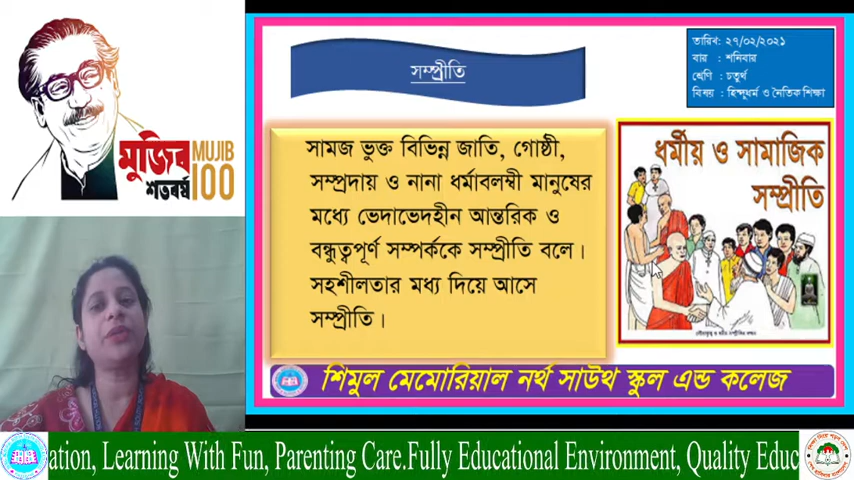 মুজিব
শতবর্ষ
MUJIB
100
সম্প্রীতি
তারিখ: ২৭/০২/২০২১
বার : শনিবার
শ্রেণি : চতুর্থ
বিষয় : হিন্দুধর্ম ও নৈতিক শিক্ষা
সামজ ভুক্ত বিভিন্ন জাতি, গোষ্ঠী,
সম্প্রদায় ও নানা ধর্মাবলম্বী মানুষের
মধ্যে ভেদাভেদহীন আন্তরিক ও
বন্ধুত্বপূর্ণ সম্পর্ককে সম্প্রীতি বলে।
সহশীলতার মধ্য দিয়ে আসে
সম্প্রীতি।
ধর্মীয় ও সামাজিক
সম্প্রীতি
শিমুল মেমোরিয়াল নর্থ সাউথ স্কুল এন্ড কলেজ
ation, Learning With Fun, Parenting Care.Fully Educational Environment, Quality Educ